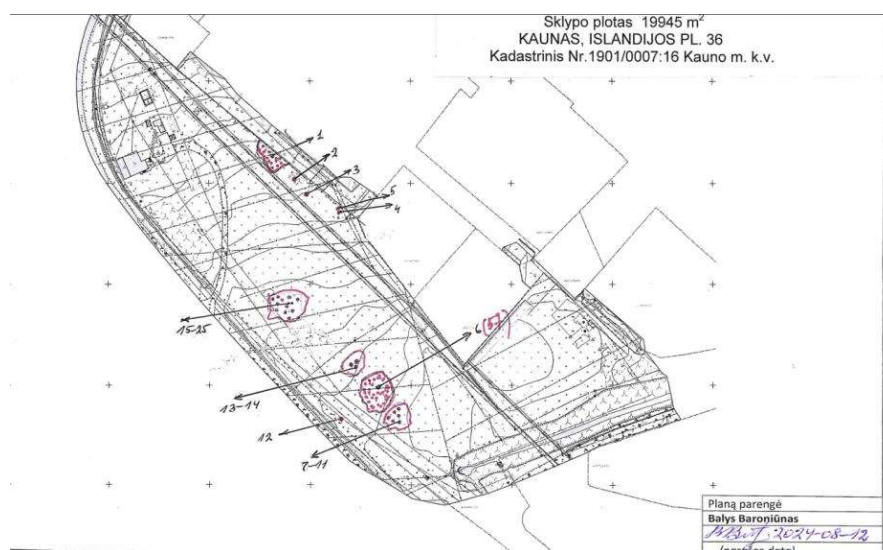 Sklypo plotas 19945 m²
KAUNAS, ISLANDIJOS PL. 36
Kadastrinis Nr.1901/0007:16 Kauno m. k.v.
1
2
3
5
4
6
15-25
13-14
12
7-11
Planą parengė
Balys Baroniūnas
2024-08-12